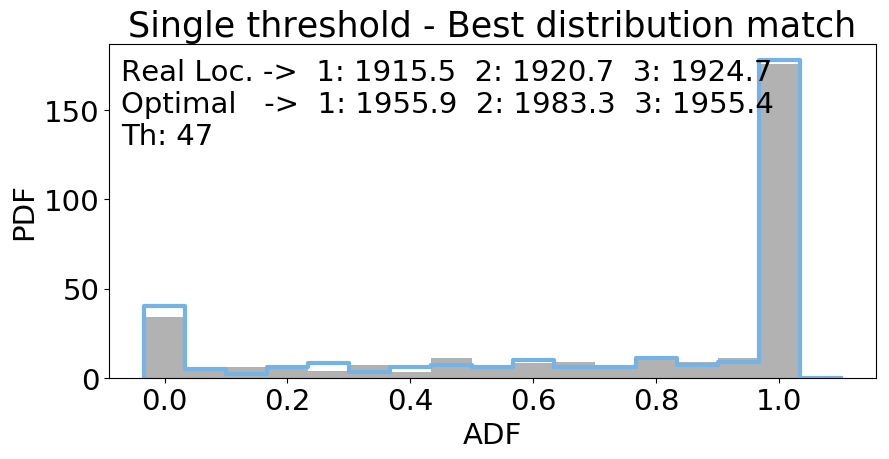 Single threshold - Best distribution match
Real Loc. -> 1: 1915.5 2: 1920.7 3: 1924.7
Optimal -> 1: 1955.9 2: 1983.3 3: 1955.4
Th: 47
150
100
50
0
PDF
0.0 0.2 0.4 0.6 0.8 1.0
ADF